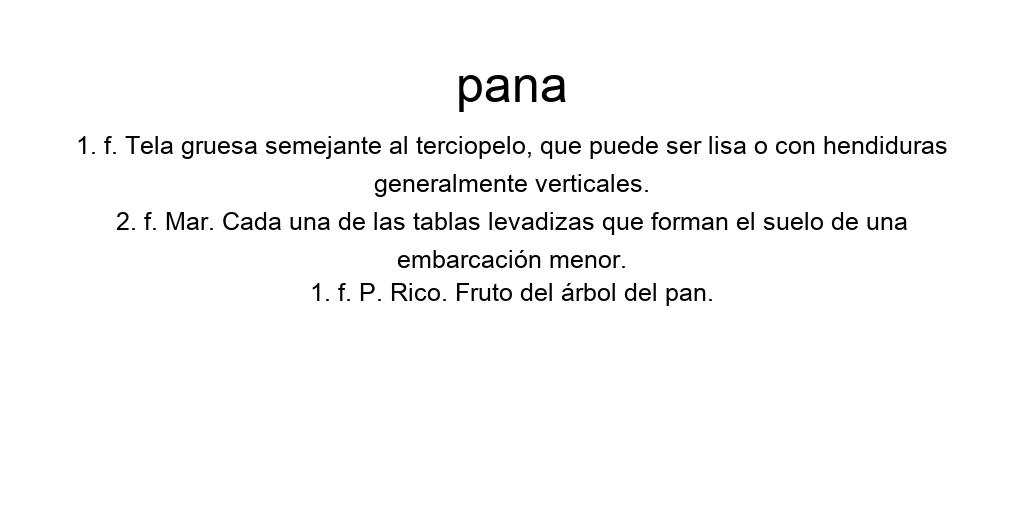 pana
1. f. Tela gruesa semejante al terciopelo, que puede ser lisa o con hendiduras
generalmente verticales.
2. f. Mar. Cada una de las tablas levadizas que forman el suelo de una
embarcación menor.
1. f. P. Rico. Fruto del árbol del pan.